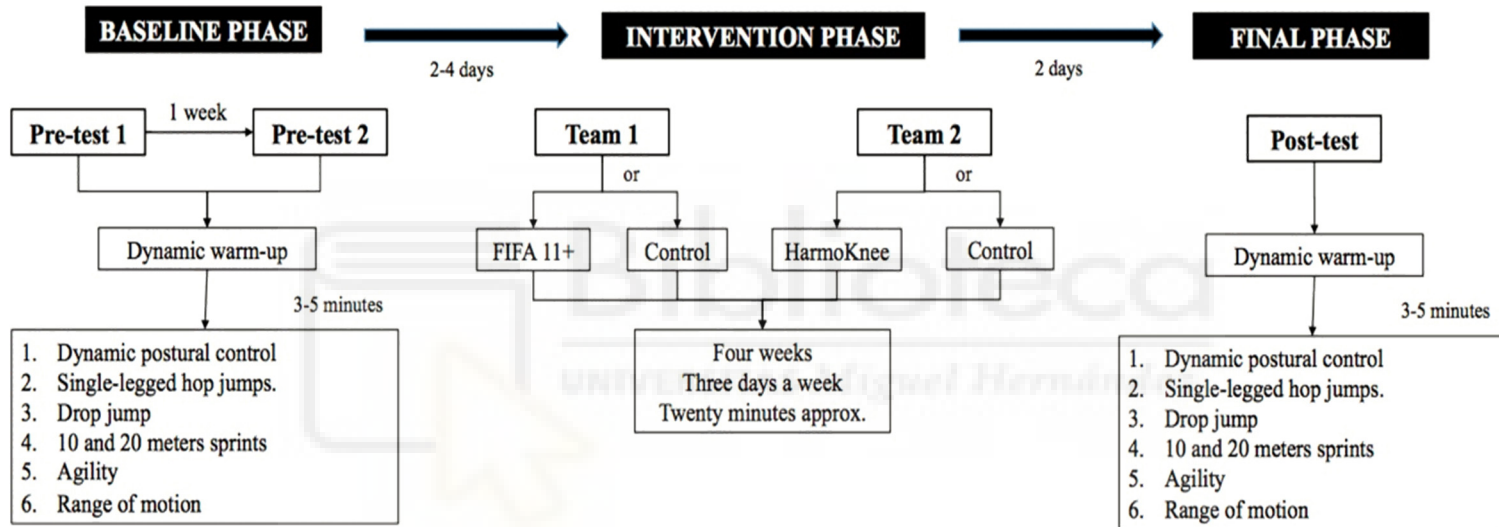 BASELINE PHASE
2-4 days
INTERVENTION PHASE
2 days
FINAL PHASE
Pre-test 1
1 week
Pre-test 2
Dynamic warm-up
3-5 minutes
1. Dynamic postural control
2. Single-legged hop jumps.
3. Drop jump
4. 10 and 20 meters sprints
5. Agility
6. Range of motion
Team 1
or
FIFA 11+
Control
Team 2
or
HarmoKnee
Control
Four weeks
Three days a week
Twenty minutes approx.
Post-test
Dynamic warm-up
3-5 minutes
1. Dynamic postural control
2. Single-legged hop jumps.
3. Drop jump
4. 10 and 20 meters sprints
5. Agility
6. Range of motion
Biblioteca
UNIVERSITAS Miguel Hernández